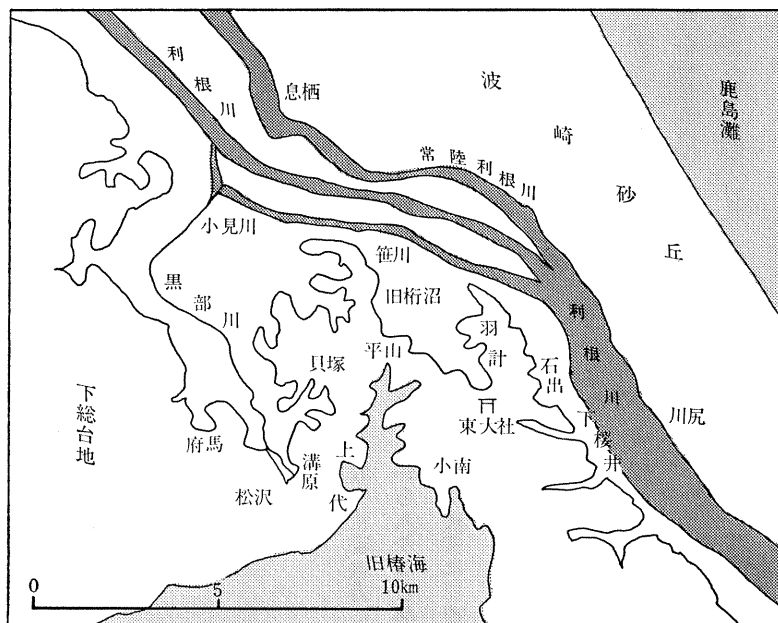 利根川
息栖
波崎砂丘
鹿島灘
常陸利根川
小見川
笹川
旧桁沼
黒部川
羽計
利根川
平山
貝塚
石出
下総台地
東大社
下桜井
川尻
府馬
溝原
上代
小南
松沢
旧椿海
0 5 10km